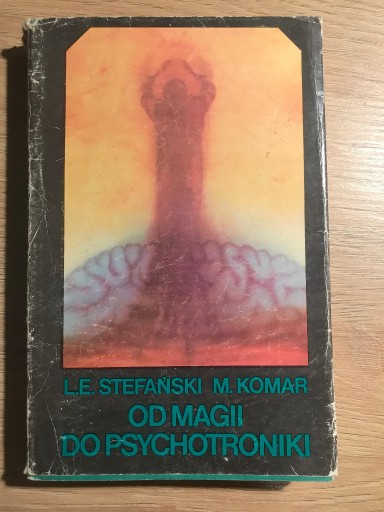 L.E. STEFAŃSKI M. KOMAR
OD MAGII
DO PSYCHOTRONIKI